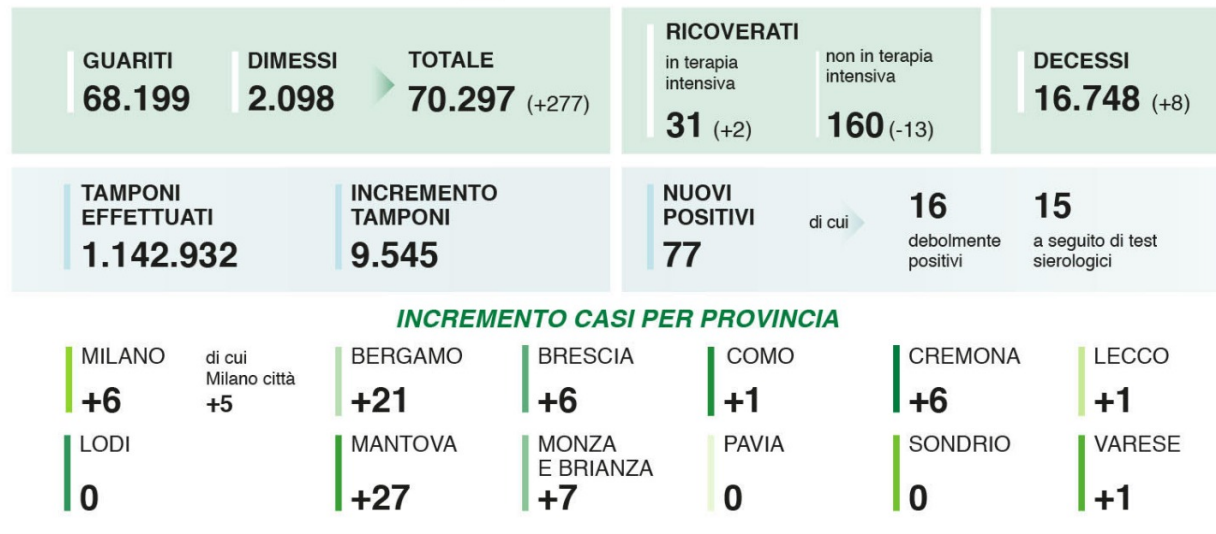 GUARITI
68.199
DIMESSI
2.098
TOTALE
70.297 (+277)
RICOVERATI
in terapia
intensiva
31 (+2)
non in terapia
intensiva
160 (-13)
DECESSI
16.748 (+8)
TAMPONI
EFFETTUATI
1.142.932
INCREMENTO
TAMPONI
9.545
NUOVI
POSITIVI
77
di cui
16
debolmente
positivi
15
a seguito di test
sierologici
INCREMENTO CASI PER PROVINCIA
MILANO
+6
di cui
Milano città
+5
BERGAMO
+21
BRESCIA
+6
COMO
+1
CREMONA
+6
LECCO
+1
LODI
0
MANTOVA
+27
MONZA
E BRIANZA
+7
PAVIA
0
SONDRIO
0
VARESE
+1